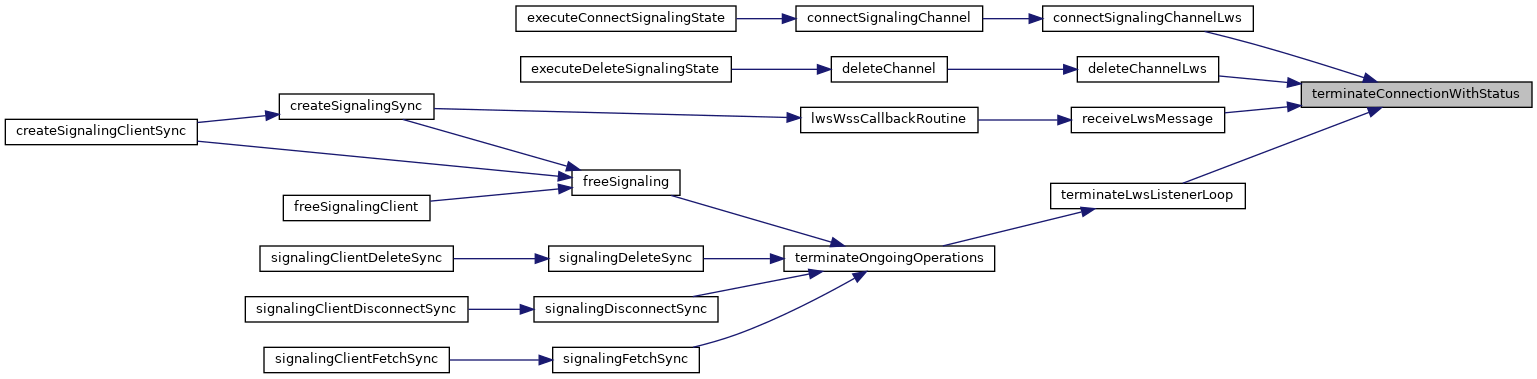 executeConnectSignalingState
connectSignalingChannel
connectSignalingChannelLws
executeDeleteSignalingState
deleteChannel
deleteChannelLws
terminateConnectionWithStatus
createSignalingSync
lwsWssCallbackRoutine
receiveLwsMessage
createSignalingClientSync
freeSignaling
terminateLwsListenerLoop
freeSignalingClient
signalingClientDeleteSync
signalingDeleteSync
terminateOngoingOperations
signalingClientDisconnectSync
signalingDisconnectSync
signalingClientFetchSync
signalingFetchSync